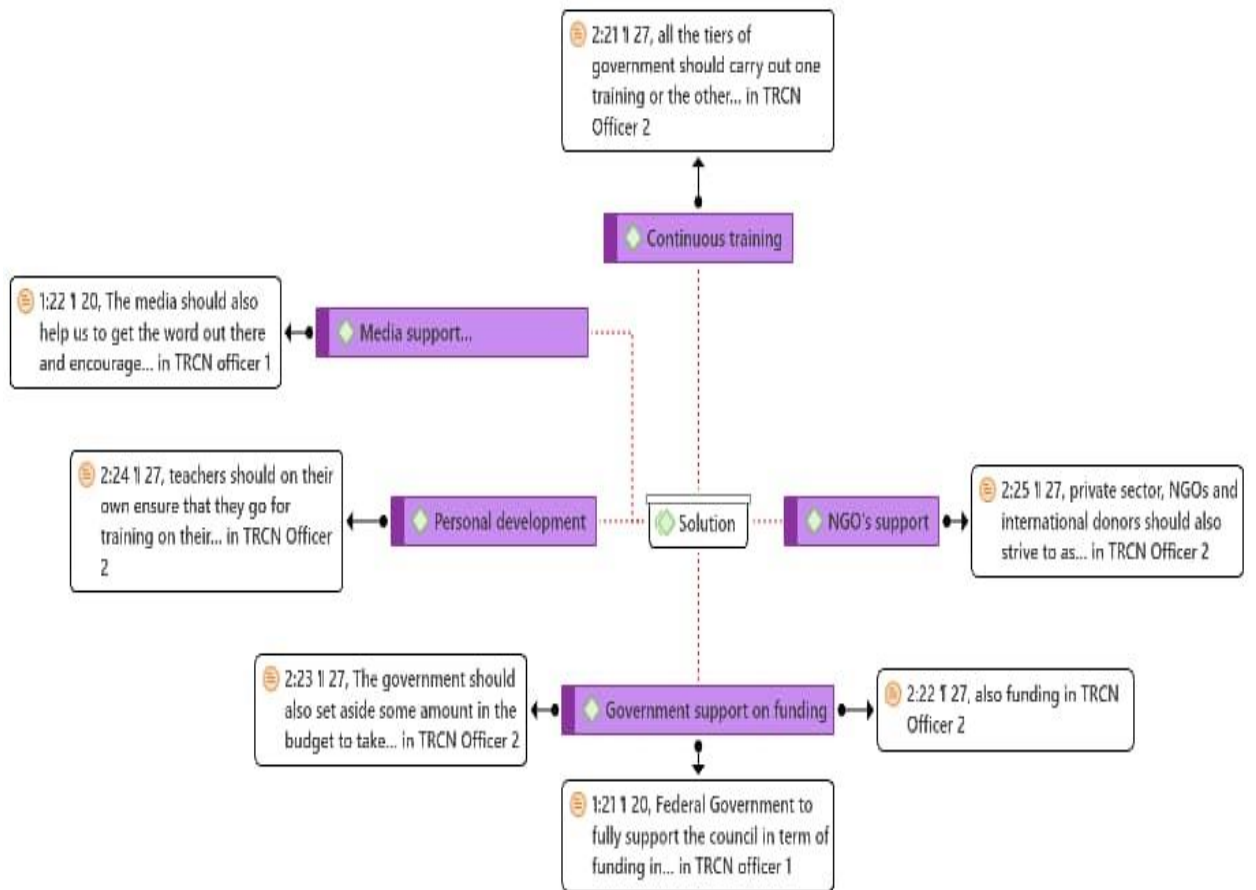 2:21 ¶ 27, all the tiers of
government should carry out one
training or the other... in TRCN
Officer 2
Continuous training
1:22 ¶ 20, The media should also
help us to get the word out there
and encourage... in TRCN officer 1
Media support...
2:24 ¶ 27, teachers should on their
own ensure that they go for
training on their... in TRCN Officer
2
Personal development
Solution
NGO's support
2:25 ¶ 27, private sector, NGOs and
international donors should also
strive to as... in TRCN Officer 2
2:23 ¶ 27, The government should
also set aside some amount in the
budget to take... in TRCN Officer 2
Government support on funding
2:22 ¶ 27, also funding in TRCN
Officer 2
1:21 ¶ 20, Federal Government to
fully support the council in term of
funding in... in TRCN officer 1